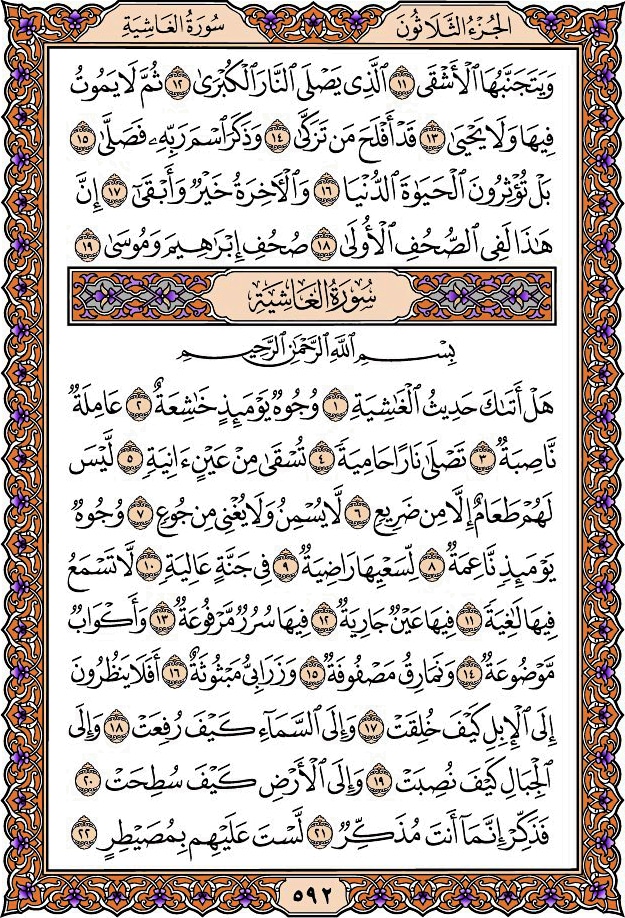 الجُزْءُ الثَّلَاثُونَ
سُورَةُ الغَاشِيَةِ
وَيَتَجَنَّبُهَا ٱلْأَشْقَى ١١ ٱلَّذِى يَصْلَى ٱلنَّارَ ٱلْكُبْرَىٰ ١٢ ثُمَّ لَا يَمُوتُ
فِيهَا وَلَا يَحْيَىٰ ١٣ قَدْ أَفْلَحَ مَن تَزَكَّىٰ ١٤ وَذَكَرَ ٱسْمَ رَبِّهِۦ فَصَلَّىٰ ١٥
بَلْ تُؤْثِرُونَ ٱلْحَيَوٰةَ ٱلدُّنْيَا ١٦ وَٱلْـَٔاخِرَةُ خَيْرٌ وَأَبْقَىٰٓ ١٧ إِنَّ
هَـٰذَا لَفِى ٱلصُّحُفِ ٱلْأُولَىٰ ١٨ صُحُفِ إِبْرَٰهِيمَ وَمُوسَىٰ ١٩
سُورَةُ الغَاشِيَةِ
بِسْمِ ٱللَّهِ ٱلرَّحْمَـٰنِ ٱلرَّحِيمِ
هَلْ أَتَىٰكَ حَدِيثُ ٱلْغَـٰشِيَةِ ١ وُجُوهٌ يَوْمَئِذٍ خَـٰشِعَةٌ ٢ عَامِلَةٌ
نَّاصِبَةٌ ٣ تَصْلَىٰ نَارًا حَامِيَةً ٤ تُسْقَىٰ مِنْ عَيْنٍ ءَانِيَةٍ ٥ لَّيْسَ
لَهُمْ طَعَامٌ إِلَّا مِن ضَرِيعٍ ٦ لَّا يُسْمِنُ وَلَا يُغْنِى مِن جُوعٍ ٧ وُجُوهٌ
يَوْمَئِذٍ نَّاعِمَةٌ ٨ لِّسَعْيِهَا رَاضِيَةٌ ٩ فِى جَنَّةٍ عَالِيَةٍ ١٠ لَّا تَسْمَعُ
فِيهَا لَـٰغِيَةً ١١ فِيهَا عَيْنٌ جَارِيَةٌ ١٢ فِيهَا سُرُرٌ مَّرْفُوعَةٌ ١٣ وَأَكْوَابٌ
مَّوْضُوعَةٌ ١٤ وَنَمَارِقُ مَصْفُوفَةٌ ١٥ وَزَرَابِىُّ مَبْثُوثَةٌ ١٦ أَفَلَا يَنظُرُونَ
إِلَى ٱلْإِبِلِ كَيْفَ خُلِقَتْ ١٧ وَإِلَى ٱلسَّمَآءِ كَيْفَ رُفِعَتْ ١٨ وَإِلَى
ٱلْجِبَالِ كَيْفَ نُصِبَتْ ١٩ وَإِلَى ٱلْأَرْضِ كَيْفَ سُطِحَتْ ٢٠
فَذَكِّرْ إِنَّمَآ أَنتَ مُذَكِّرٌ ٢١ لَّسْتَ عَلَيْهِم بِمُصَيْطِرٍ ٢٢
٥٩٢